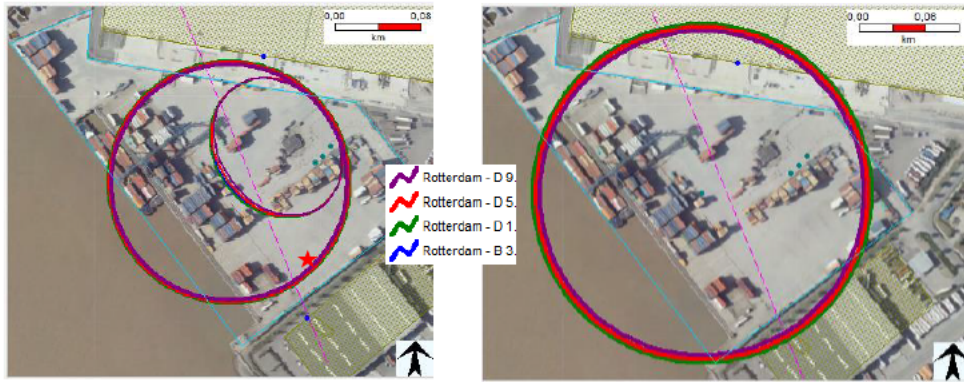 0,00 0,08
km
0,00 0,06
km
Rotterdam - D 9.
Rotterdam - D 5.
Rotterdam - D 1.
Rotterdam - B 3.